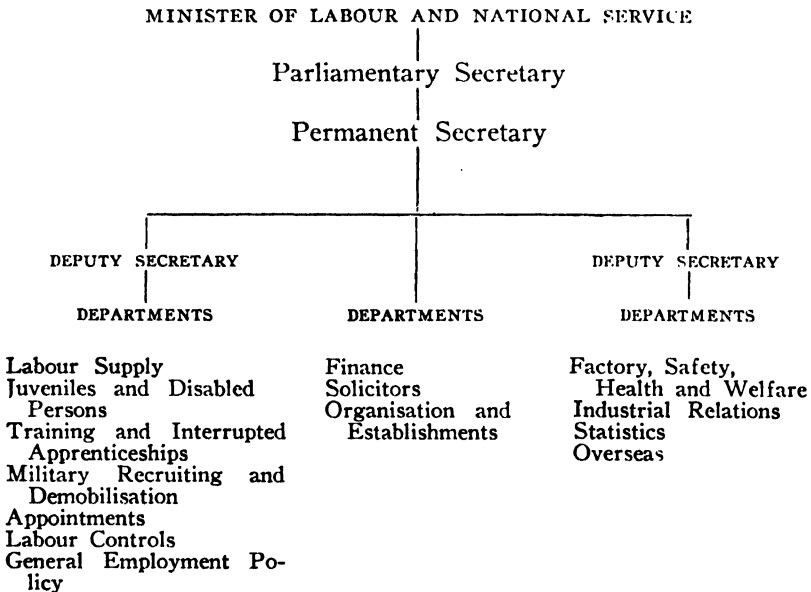 MINISTER OF LABOUR AND NATIONAL SERVICE
Parliamentary Secretary
Permanent Secretary
DEPUTY SECRETARY
DEPARTMENTS
Labour Supply
Juveniles and Disabled
Persons
Training and Interrupted
Apprenticeships
Military Recruiting and
Demobilisation
Appointments
Labour Controls
General Employment Po-
licy
DEPARTMENTS
Finance
Solicitors
Organisation and
Establishments
DEPUTY SECRETARY
DEPARTMENTS
Factory, Safety,
Health and Welfare
Industrial Relations
Statistics
Overseas